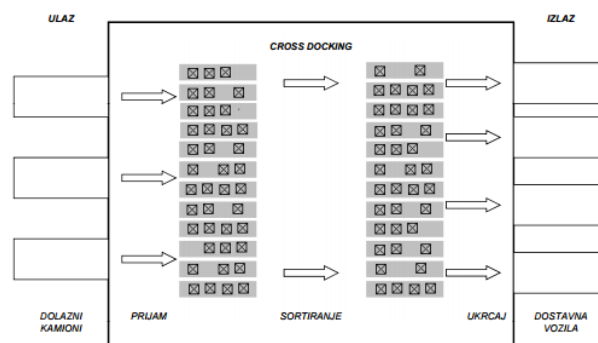 ULAZ
IZLAZ
CROSS DOCKING
DOLAZNI
KAMIONI
PRIJAM
SORTIRANJE
UKRCAJ
DOSTAVNA
VOZILA